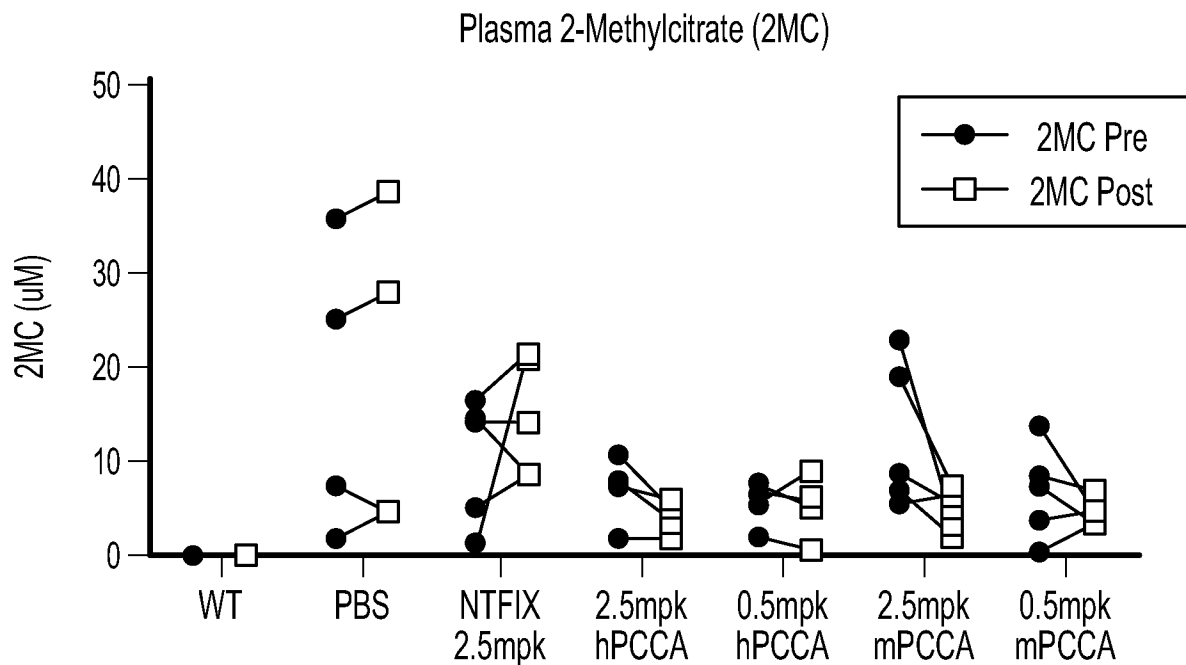 Plasma 2-Methylcitrate (2MC)
50
40
30
20
10
0
2MC (uM)
2MC Pre
2MC Post
WT
PBS
NTFIX
2.5mpk
2.5mpk
hPCCA
0.5mpk
hPCCA
2.5mpk
mPCCA
0.5mpk
mPCCA